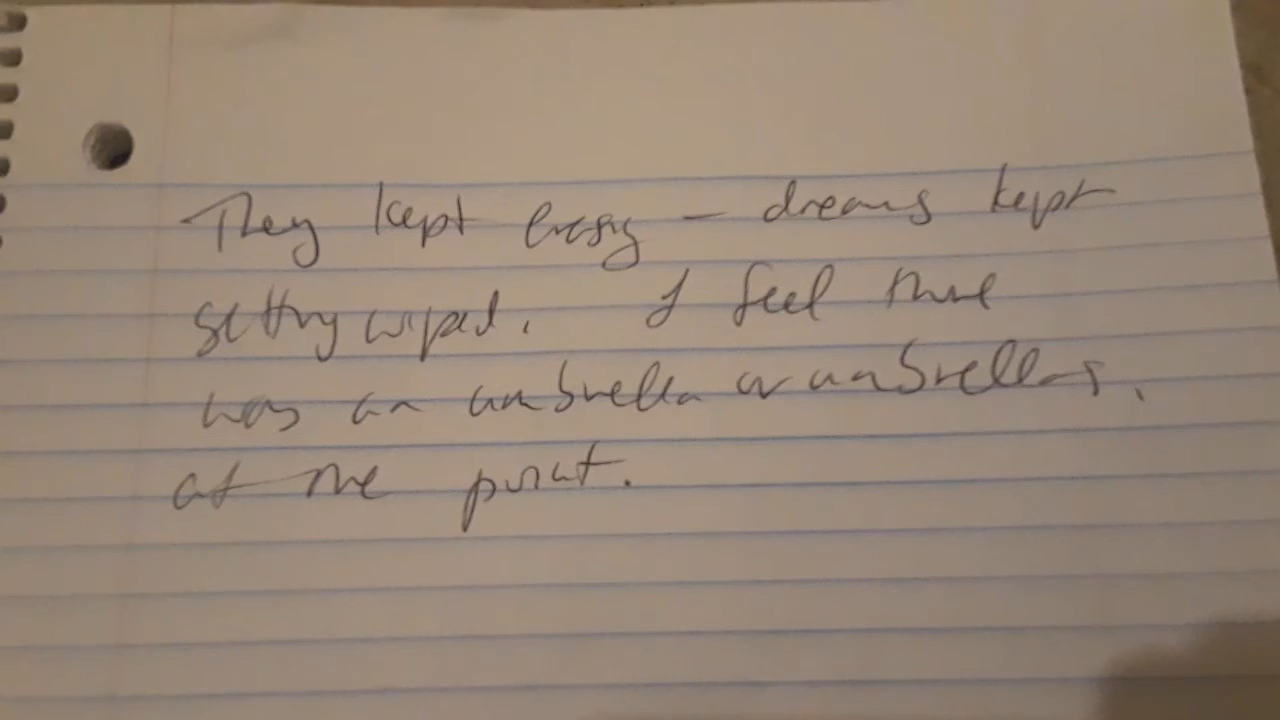 They kept erasing – dreams kept
getting wiped. I feel there
was an umbrella or umbrellas.
at one point.